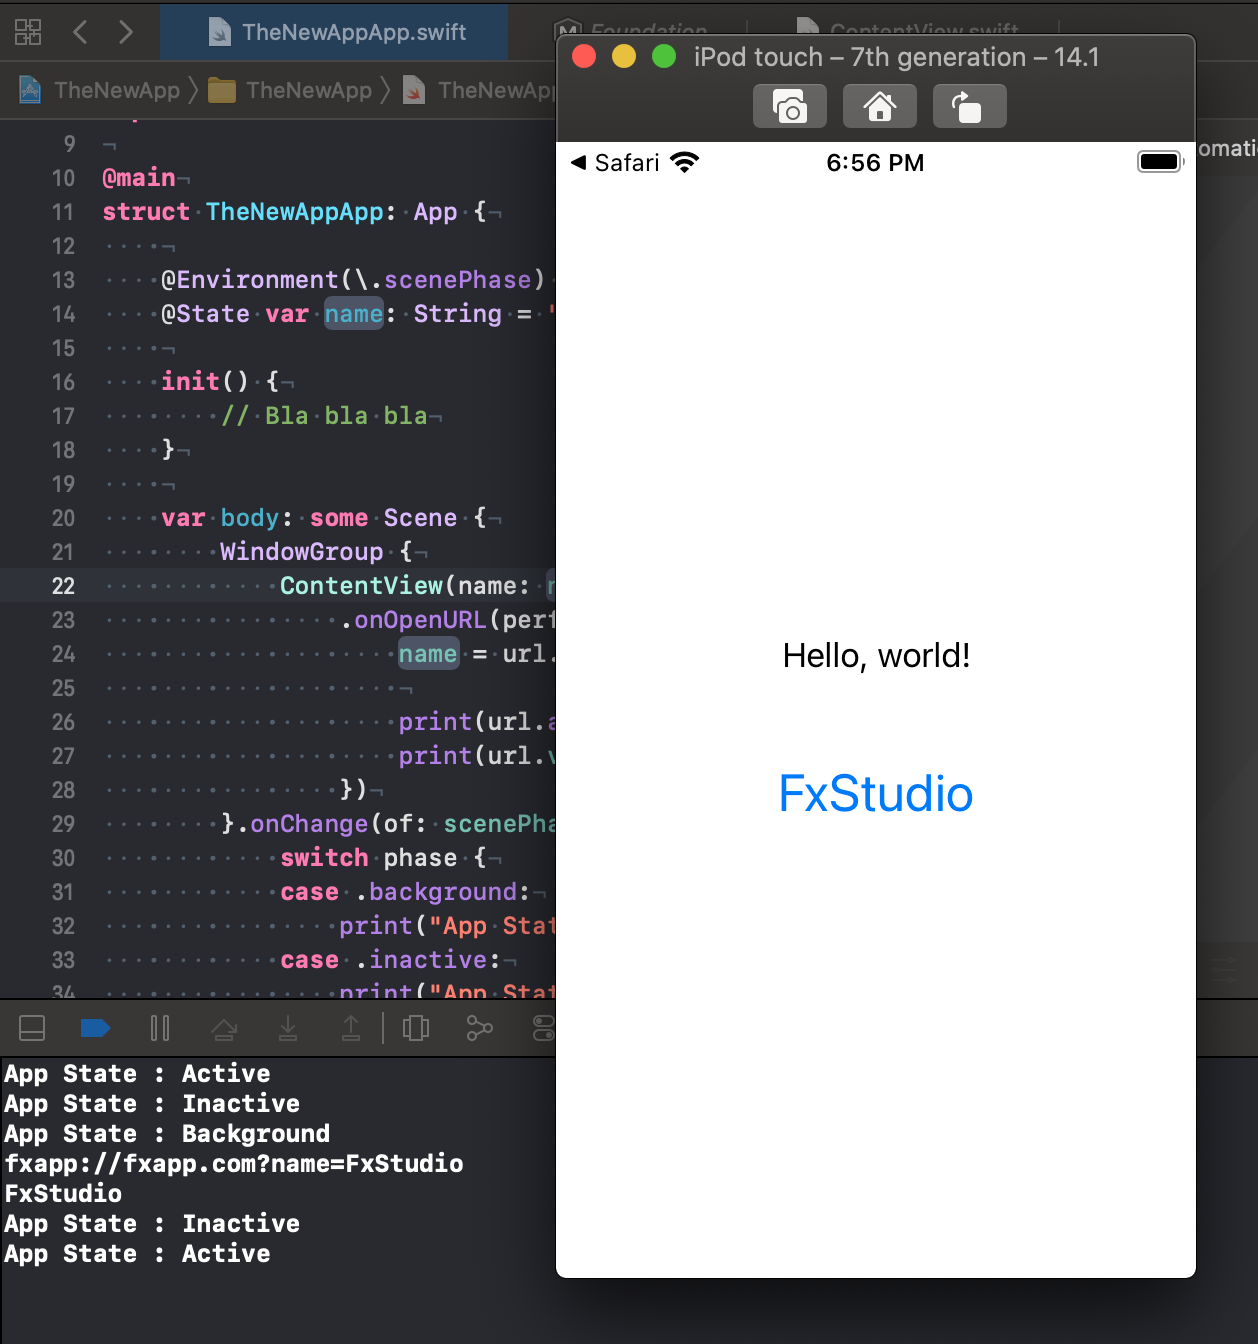 TheNewAppApp.swift
Foundation
ContentView.swift
TheNewApp
TheNewApp
TheNewApp
9
10 @main
11 struct TheNewAppApp: App {
12
13 @Environment(\.scenePhase)
14 @State var name: String = "
15
16 init() {
17 // Bla bla bla
18 }
19
20 var body: some Scene {
21 WindowGroup {
22 ContentView(name:
23 .onOpenURL(perf
24 name = url.
25
26 print(url.a
27 print(url.v
28 })
29 }.onChange(of: scenePha
30 switch phase {
31 case .background:
32 print("App Stat
33 case .inactive:
34 print("App Stat
App State : Active
App State : Inactive
App State : Background
fxapp://fxapp.com?name=FxStudio
FxStudio
App State : Inactive
App State : Active
iPod touch – 7th generation – 14.1
Safari
6:56 PM
Hello, world!
FxStudio
omati